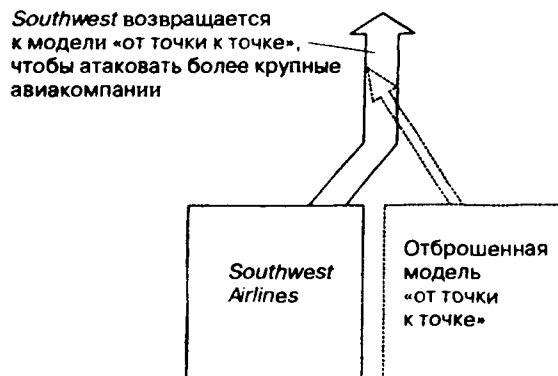 Southwest возвращается
к модели «от точки к точке»,
чтобы атаковать более крупные
авиакомпании
Southwest
Airlines
Отброшенная
модель
«от точки
к точке»